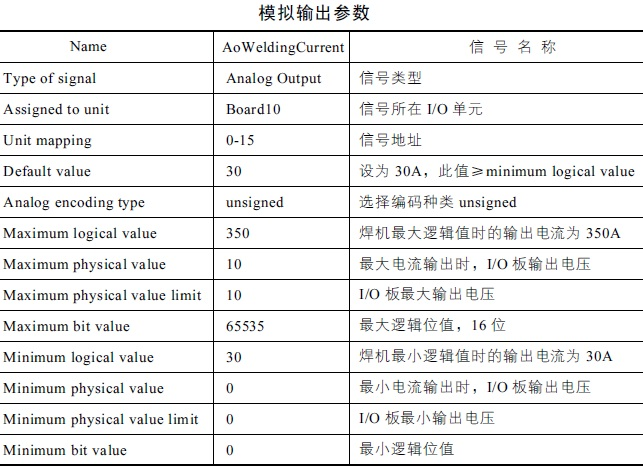 模拟输出参数
Name AoWeldingCurrent 信号名称
Type of signal Analog Output 信号类型
Assigned to unit Board10 信号所在 I/O 单元
Unit mapping 0-15 信号地址
Default value 30 设为 30A，此值≥minimum logical value
Analog encoding type unsigned 选择编码种类 unsigned
Maximum logical value 350 焊机最大逻辑值时的输出电流为 350A
Maximum physical value 10 最大电流输出时，I/O 板输出电压
Maximum physical value limit 10 I/O 板最大输出电压
Maximum bit value 65535 最大逻辑位值，16 位
Minimum logical value 30 焊机最小逻辑值时的输出电流为 30A
Minimum physical value 0 最小电流输出时，I/O 板输出电压
Minimum physical value limit 0 I/O 板最小输出电压
Minimum bit value 0 最小逻辑位值